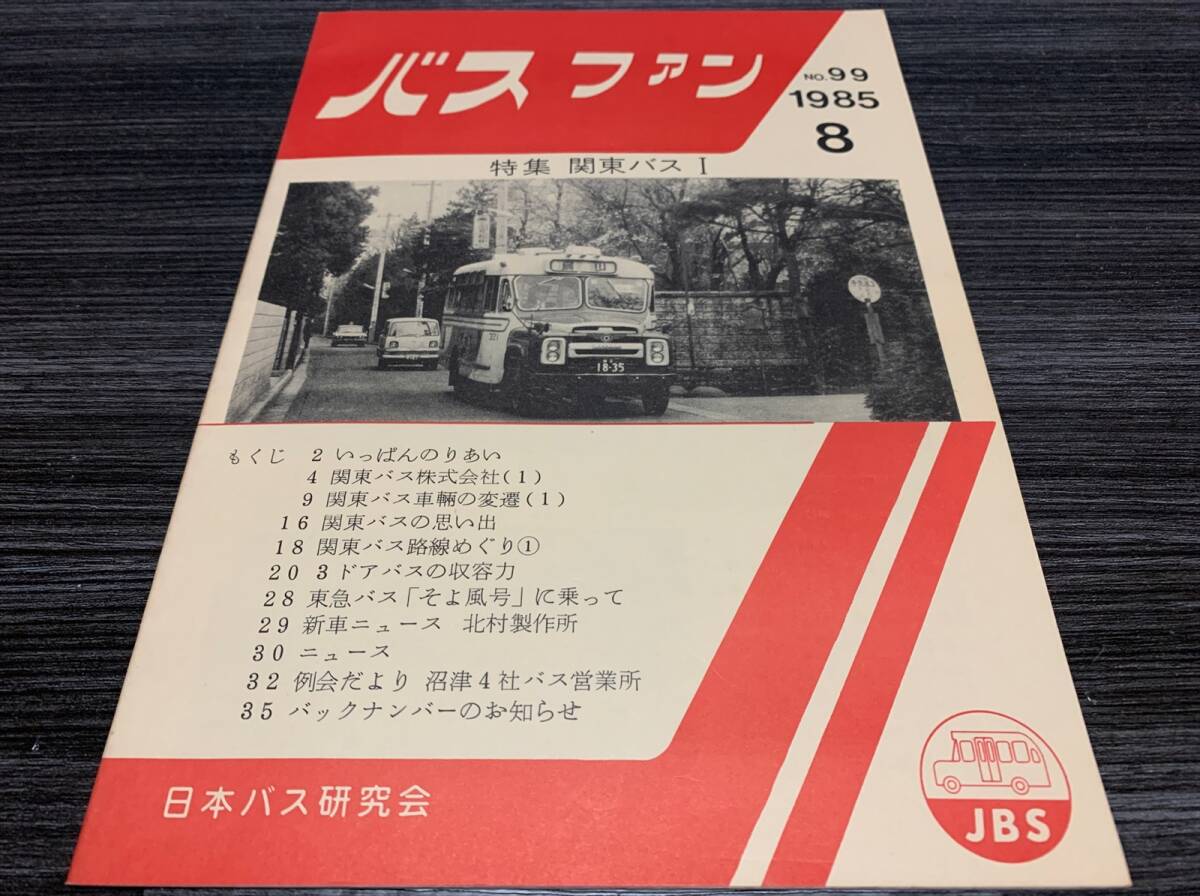 バスファン
NO.99
1985
8
特集 関東バスⅠ
18-35
もくじ 2 いっぱんのりあい
4 関東バス株式会社(1)
9 関東バス車輛の変遷(1)
16 関東バスの思い出
18 関東バス路線めぐり①
20 3ドアバスの収容力
28 東急バス「そよ風号」に乗って
29 新車ニュース 北村製作所
30 ニュース
32 例会だより 沼津4社バス営業所
35 バックナンバーのお知らせ
日本バス研究会
JBS